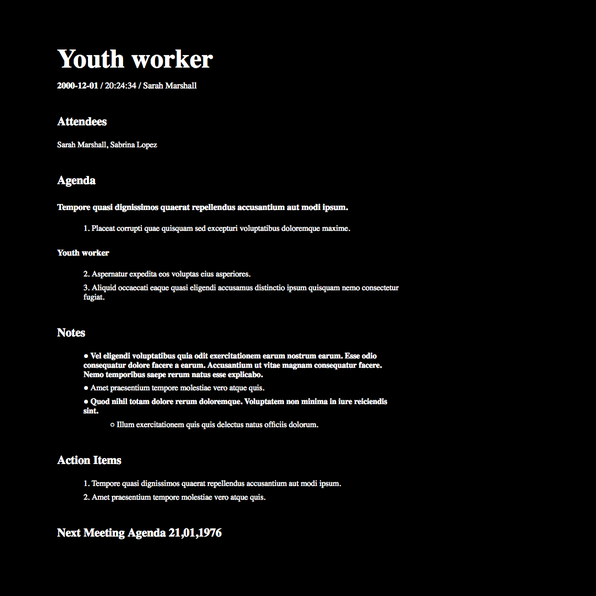 Youth worker
2000-12-01 / 20:24:34 / Sarah Marshall
Attendees
Sarah Marshall, Sabrina Lopez
Agenda
Tempore quasi dignissimos quaerat repellendus accusantium aut modi ipsum.
1. Placeat corrupti quae quisquam sed excepturi voluptatibus doloremque maxime.
Youth worker
2. Aspernatur expedita eos voluptas eius asperiores.
3. Aliquid occaecati eaque quasi eligendi accusamus distinctio ipsum quisquam nemo consectetur
fugiat.
Notes
● Vel eligendi voluptatibus quia odit exercitationem earum nostrum earum. Esse odio
consequatur dolore facere a earum. Accusantium ut vitae magnam consequatur facere.
Nemo temporibus saepe rerum natus esse explicabo.
● Amet praesentium tempore molestiae vero atque quis.
● Quod nihil totam dolore rerum doloremque. Voluptatem non minima in iure reiciendis
sint.
○ Illum exercitationem quis quis delectus natus officiis dolorum.
Action Items
1. Tempore quasi dignissimos quaerat repellendus accusantium aut modi ipsum.
2. Amet praesentium tempore molestiae vero atque quis.
Next Meeting Agenda 21,01,1976